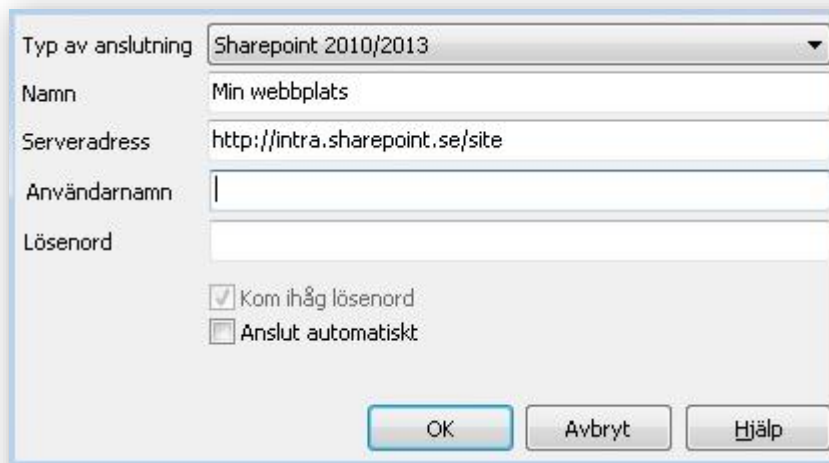 Typ av anslutning Sharepoint 2010/2013
Namn Min webbplats
Serveradress http://intra.sharepoint.se/site
Användarnamn
Lösenord
Kom ihåg lösenord
Anslut automatiskt
OK Avbryt Hjälp